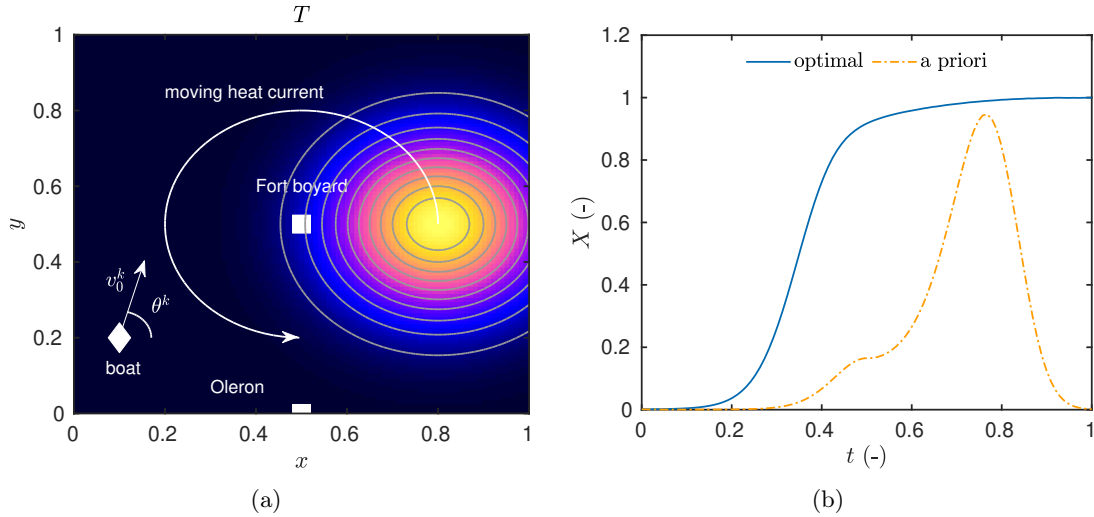 T
1
0.8
0.6
0.4
0.2
0
y
moving heat current
Fort boyard
v₀ᵏ
θᵏ
boat
Oleron
0 0.2 0.4 0.6 0.8 1
x
(a)
1.2
1
0.8
0.6
0.4
0.2
0
X (-)
optimal a priori
0 0.2 0.4 0.6 0.8 1
t (-)
(b)